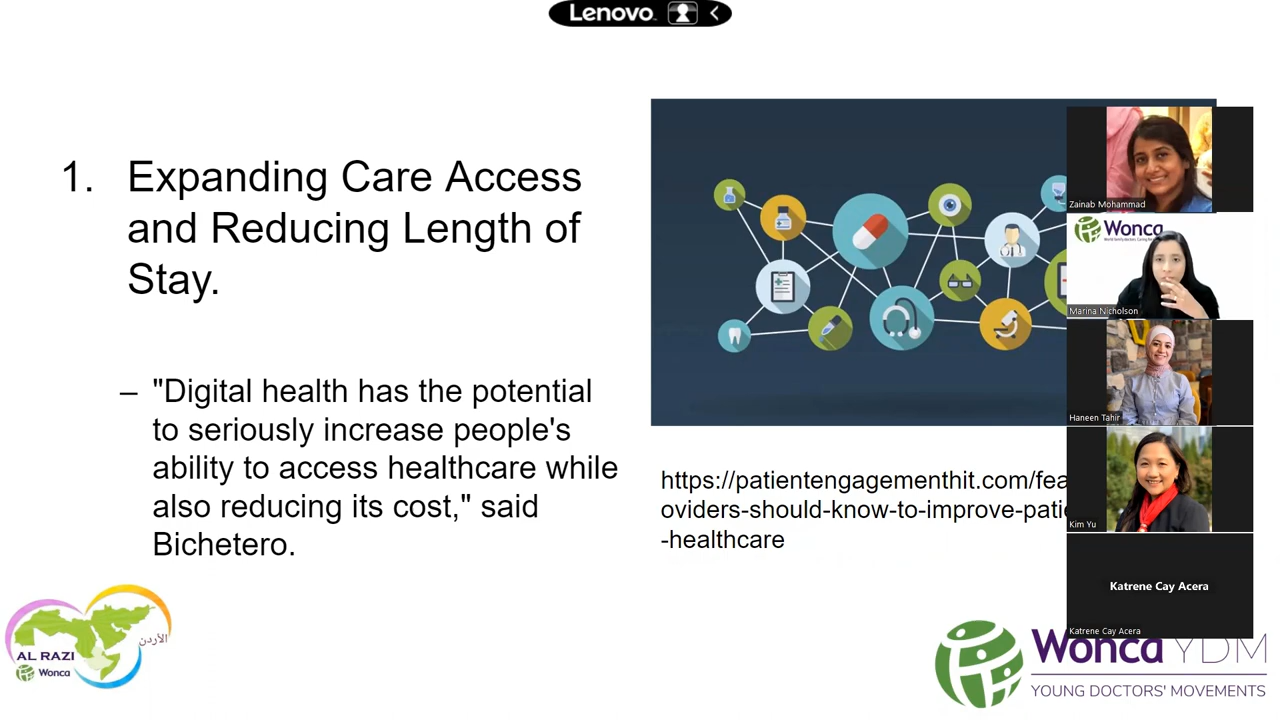 Lenovo
1. Expanding Care Access
and Reducing Length of
Stay.
– "Digital health has the potential
to seriously increase people's
ability to access healthcare while
also reducing its cost," said
Bichetero.
https://patientengagementhit.com/fea
oviders-should-know-to-improve-patie
-healthcare
Zainab Mohammad
Wonca
Marina Nicholson
Haneen Tahir
Kim Yu
Katrene Cay Acera
Katrene Cay Acera
الأردن
AL RAZI
Wonca
Wonca YDM
YOUNG DOCTORS' MOVEMENTS